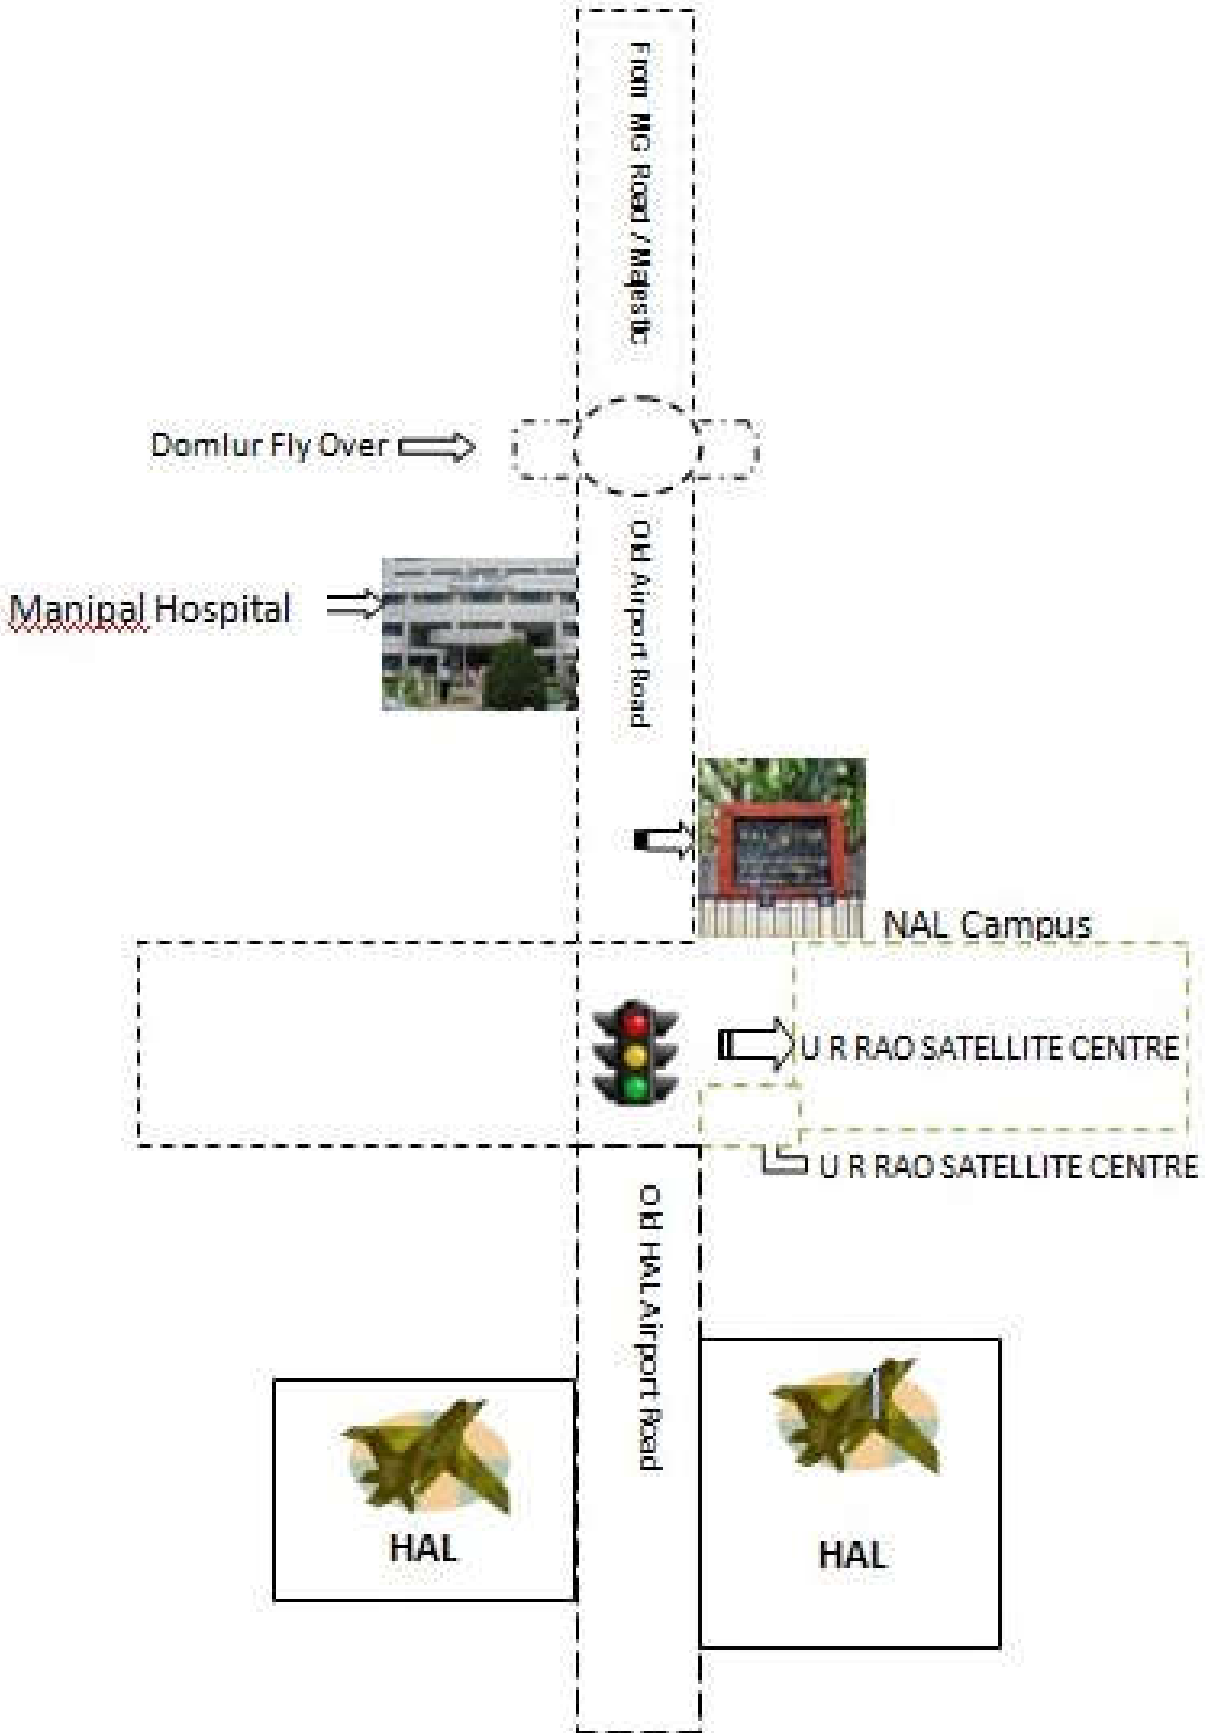 From MG Road / Majestic
Domlur Fly Over
Old Airport Road
Manipal Hospital
NAL Campus
U R RAO SATELLITE CENTRE
U R RAO SATELLITE CENTRE
Old HAL Airport Road
HAL
HAL